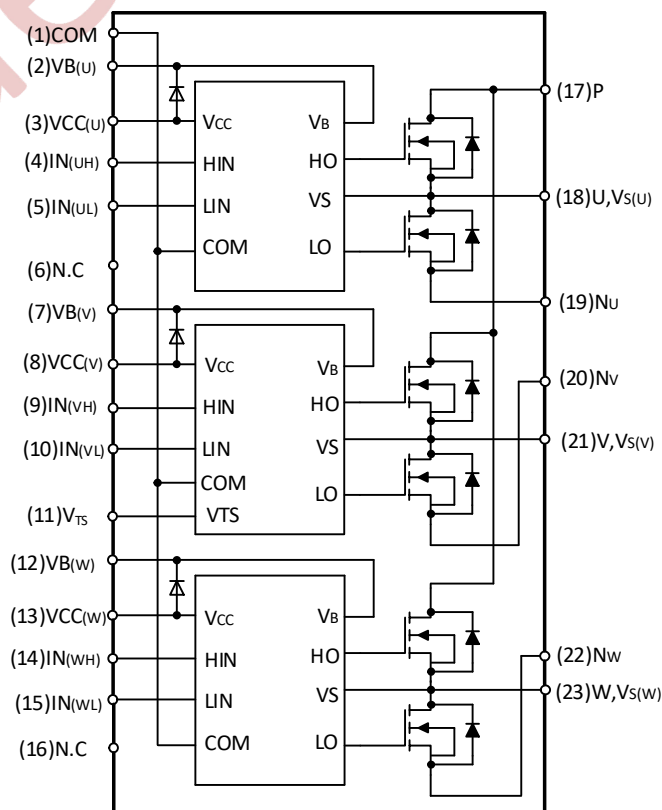 (1)COM
(2)VB(U)
(3)VCC(U)
(4)IN(UH)
(5)IN(UL)
(6)N.C
(7)VB(V)
(8)VCC(V)
(9)IN(VH)
(10)IN(VL)
(11)VTS
(12)VB(W)
(13)VCC(W)
(14)IN(WH)
(15)IN(WL)
(16)N.C
VCC VB
HIN HO
LIN VS
COM LO
VCC VB
HIN HO
LIN VS
COM
LO
VTS
VCC VB
HIN HO
LIN VS
COM LO
(17)P
(18)U,VS(U)
(19)NU
(20)NV
(21)V,VS(V)
(22)NW
(23)W,VS(W)